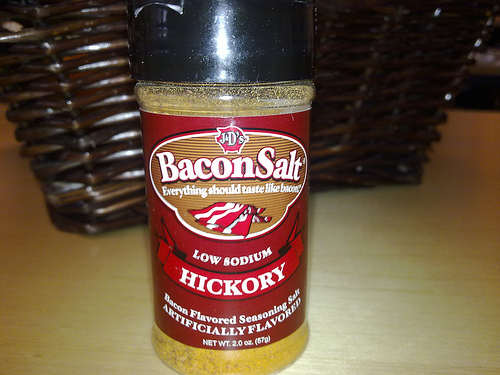 J&D's
BaconSalt
Everything should taste like bacon!
LOW SODIUM
HICKORY
Bacon Flavored Seasoning Salt
ARTIFICIALLY FLAVORED
NET WT. 2.0 oz. (57g)